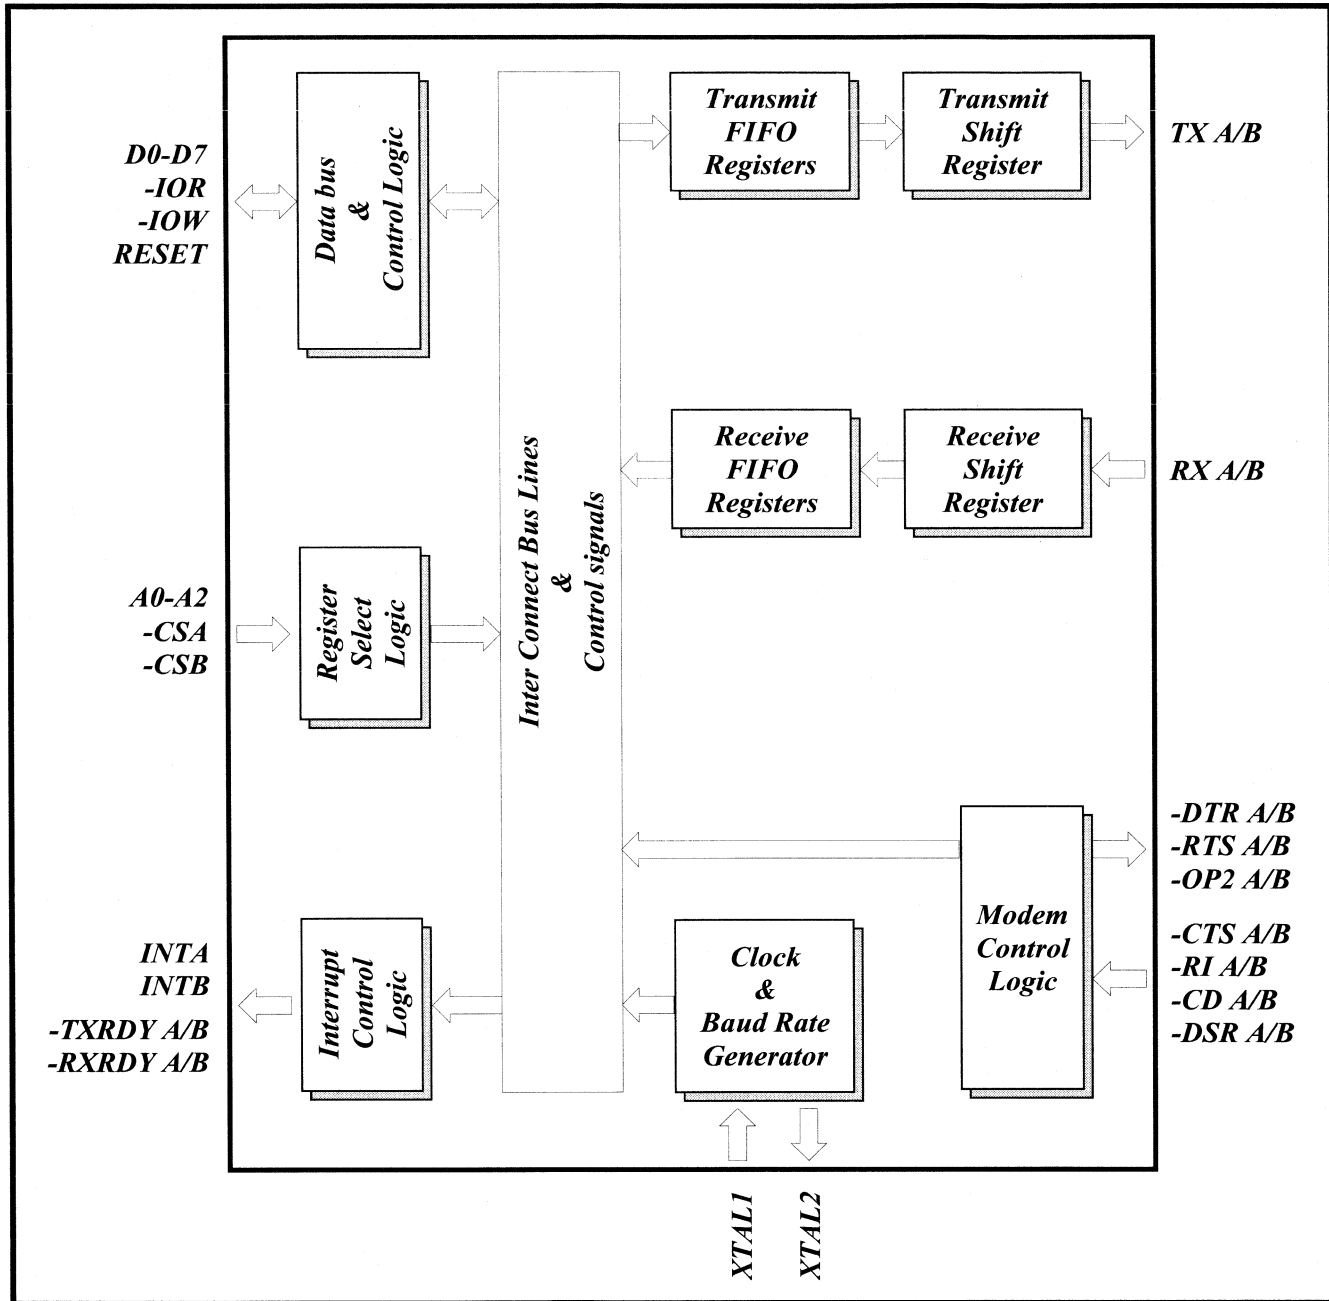 D0-D7
-IOR
-IOW
RESET
Data bus
&
Control Logic
A0-A2
-CSA
-CSB
Register
Select
Logic
INTA
INTB
-TXRDY A/B
-RXRDY A/B
Interrupt
Control
Logic
Inter Connect Bus Lines
&
Control signals
Transmit
FIFO
Registers
Transmit
Shift
Register
TX A/B
Receive
FIFO
Registers
Receive
Shift
Register
RX A/B
Clock
&
Baud Rate
Generator
Modem
Control
Logic
-DTR A/B
-RTS A/B
-OP2 A/B
-CTS A/B
-RI A/B
-CD A/B
-DSR A/B
XTAL1
XTAL2